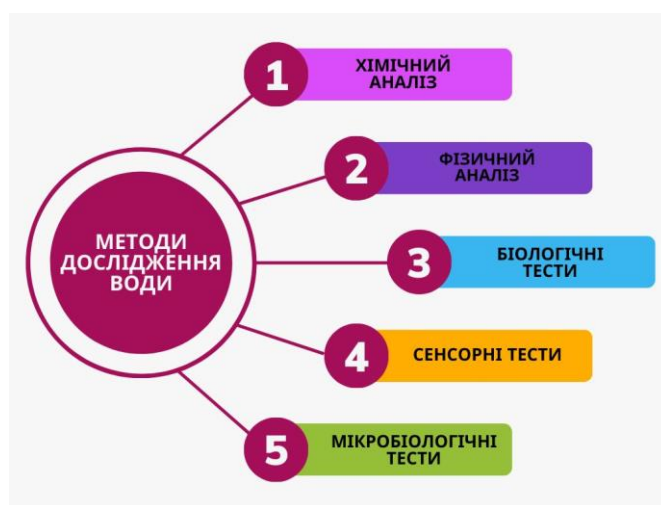 МЕТОДИ
ДОСЛІДЖЕННЯ
ВОДИ
1
ХІМІЧНИЙ
АНАЛІЗ
2
ФІЗИЧНИЙ
АНАЛІЗ
3
БІОЛОГІЧНІ
ТЕСТИ
4
СЕНСОРНІ ТЕСТИ
5
МІКРОБІОЛОГІЧНІ
ТЕСТИ